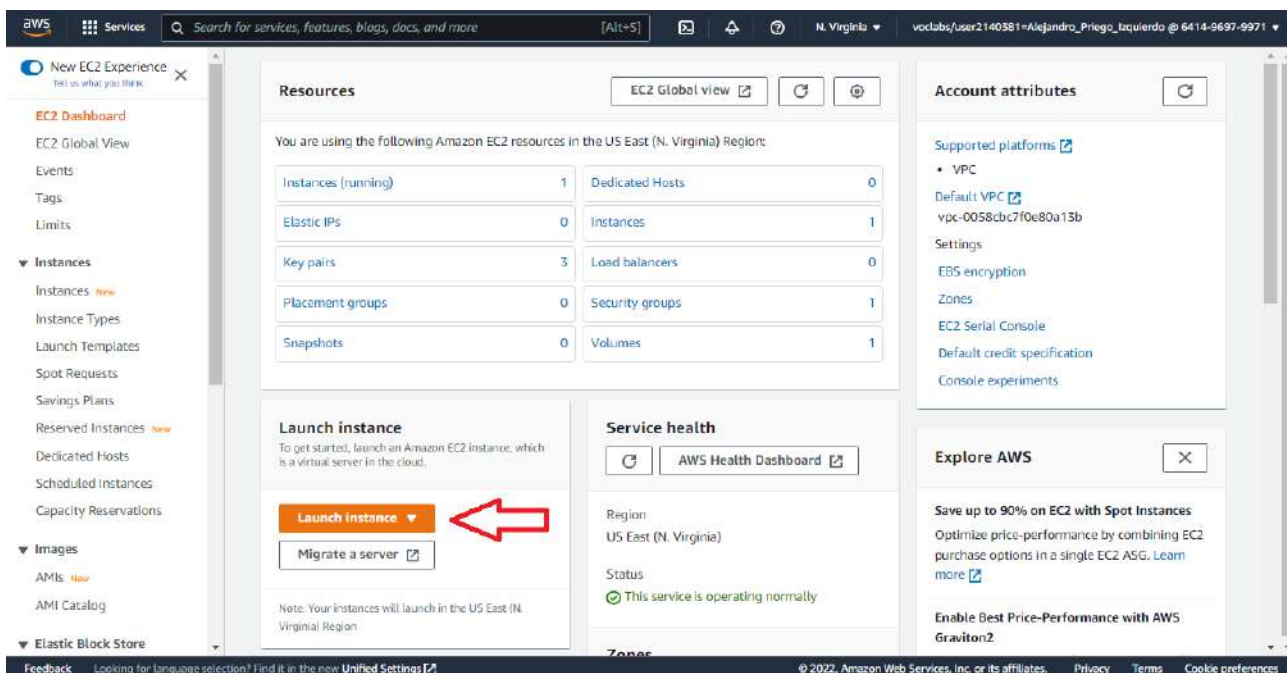 aws
Services
Search for services, features, blogs, docs, and more
[Alt+S]
N. Virginia
voclabs/user2140381=Alejandro_Priego_Izquierdo @ 6414-9697-9971
New EC2 Experience
Tell us what you think
EC2 Dashboard
EC2 Global View
Events
Tags
Limits
Instances
Instances New
Instance Types
Launch Templates
Spot Requests
Savings Plans
Reserved Instances New
Dedicated Hosts
Scheduled Instances
Capacity Reservations
Images
AMIs New
AMI Catalog
Elastic Block Store
Resources
EC2 Global view
You are using the following Amazon EC2 resources in the US East (N. Virginia) Region:
Instances (running) 1
Dedicated Hosts 0
Elastic IPs 0
Instances 1
Key pairs 3
Load balancers 0
Placement groups 0
Security groups 1
Snapshots 0
Volumes 1
Launch instance
To get started, launch an Amazon EC2 instance, which
is a virtual server in the cloud.
Launch instance
Migrate a server
Note: Your instances will launch in the US East (N.
Virginia) Region
Service health
AWS Health Dashboard
Region
US East (N. Virginia)
Status
This service is operating normally
Zones
Account attributes
Supported platforms
• VPC
Default VPC
vpc-0058cbc7f0e80a13b
Settings
EBS encryption
Zones
EC2 Serial Console
Default credit specification
Console experiments
Explore AWS
Save up to 90% on EC2 with Spot Instances
Optimize price-performance by combining EC2
purchase options in a single EC2 ASG. Learn
more
Enable Best Price-Performance with AWS
Graviton2
Feedback
Looking for language selection? Find it in the new Unified Settings
© 2022, Amazon Web Services, Inc. or its affiliates.
Privacy
Terms
Cookie preferences